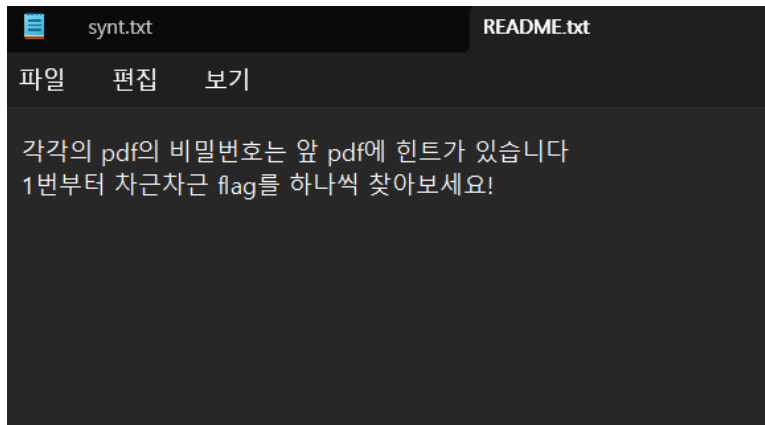 synt.txt README.txt
파일 편집 보기
각각의 pdf의 비밀번호는 앞 pdf에 힌트가 있습니다
1번부터 차근차근 flag를 하나씩 찾아보세요!